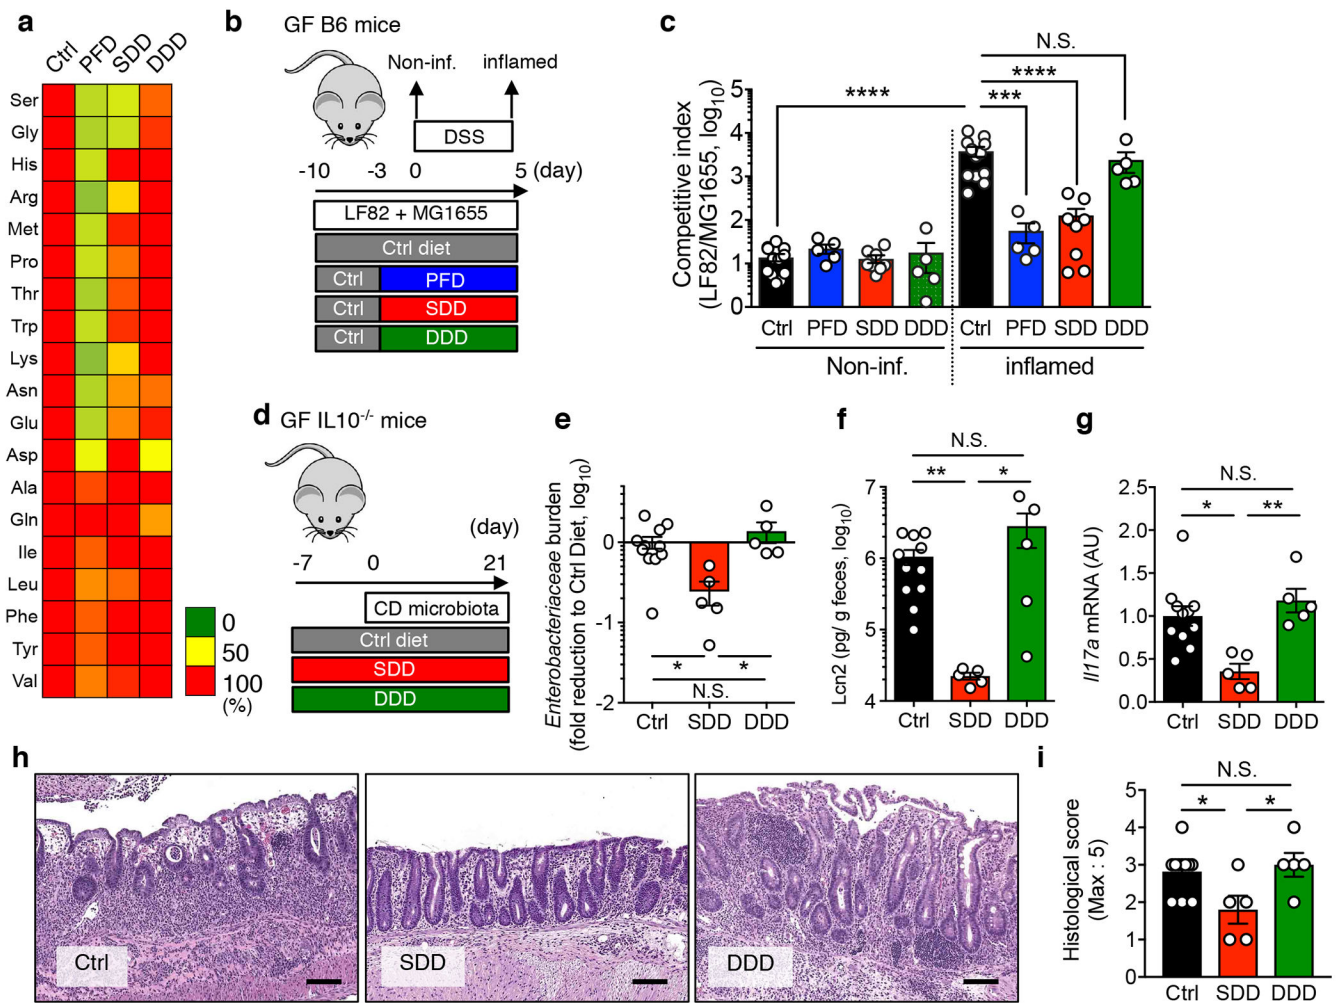 a
Ctrl PFD SDD DDD
Ser
Gly
His
Arg
Met
Pro
Thr
Trp
Lys
Asn
Glu
Asp
Ala
Gln
Ile
Leu
Phe
Tyr
Val
0
50
100
(%)
b
GF B6 mice
Non-inf. inflamed
DSS
-10 -3 0 5 (day)
LF82 + MG1655
Ctrl diet
Ctrl PFD
Ctrl SDD
Ctrl DDD
c
Competitive index
(LF82/MG1655, log10)
5
4
3
2
1
0
N.S.
****
****
***
Ctrl PFD SDD DDD Ctrl PFD SDD DDD
Non-inf. inflamed
d
GF IL10-/- mice
(day)
-7 0 21
CD microbiota
Ctrl diet
SDD
DDD
e
Enterobacteriaceae burden
(fold reduction to Ctrl Diet, log10)
0
-1
-2
* *
N.S.
Ctrl SDD DDD
f
Lcn2 (pg/ g feces, log10)
7
6
5
4
N.S.
** *
Ctrl SDD DDD
g
Il17a mRNA (AU)
2.5
2.0
1.5
1.0
0.5
0.0
N.S.
* **
Ctrl SDD DDD
h
Ctrl
SDD
DDD
i
Histological score
(Max : 5)
5
4
3
2
1
0
N.S.
* *
Ctrl SDD DDD